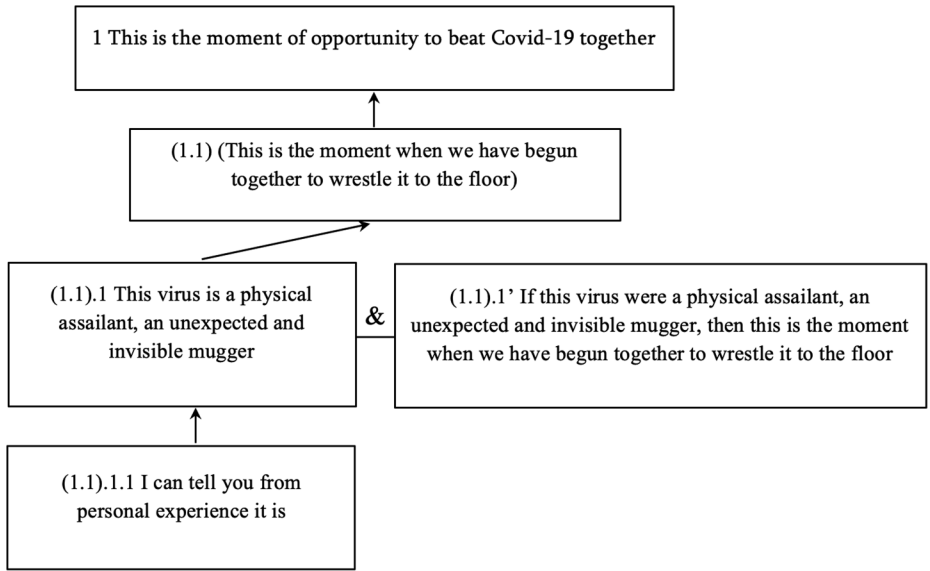 1 This is the moment of opportunity to beat Covid-19 together
(1.1) (This is the moment when we have begun
together to wrestle it to the floor)
(1.1).1 This virus is a physical
assailant, an unexpected and
invisible mugger
&
(1.1).1’ If this virus were a physical assailant, an
unexpected and invisible mugger, then this is the moment
when we have begun together to wrestle it to the floor
(1.1).1.1 I can tell you from
personal experience it is